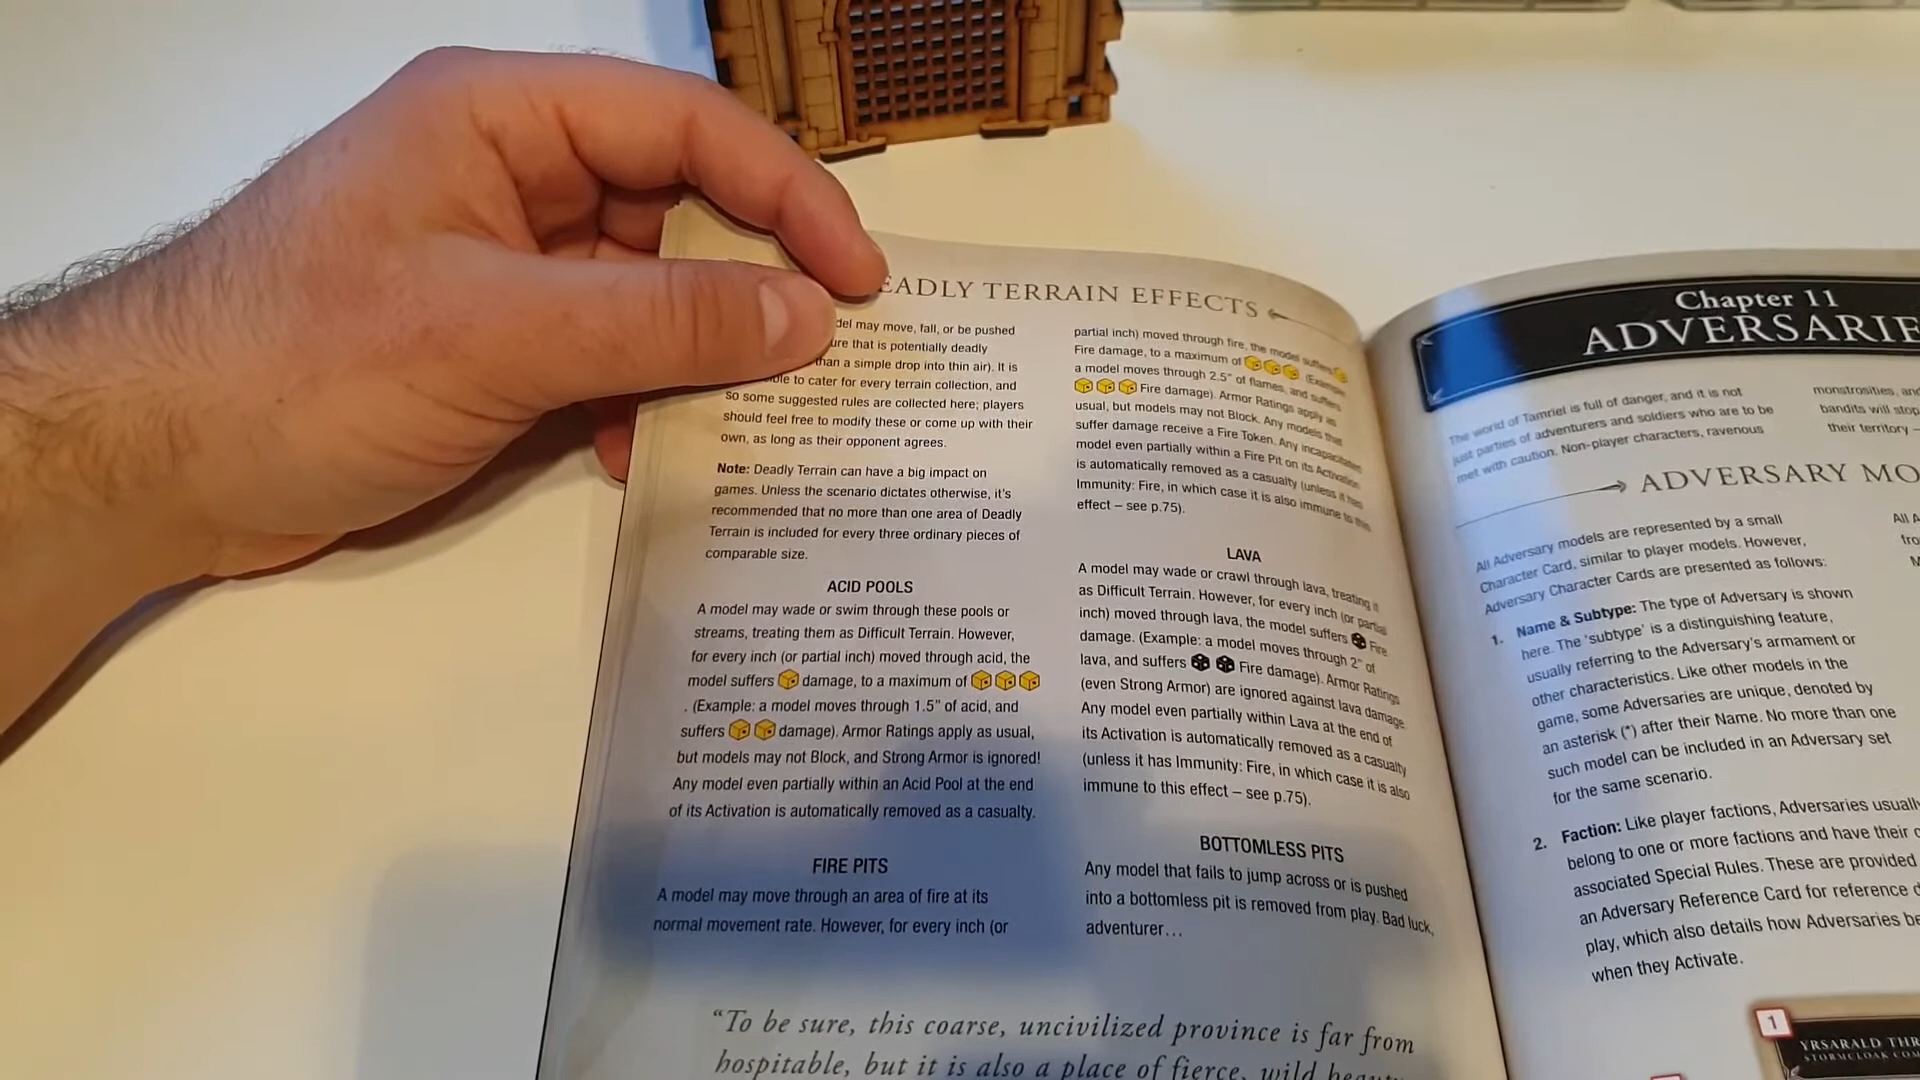 EADLY TERRAIN EFFECTS
del may move, fall, or be pushed
ure that is potentially deadly
han a simple drop into thin air). It is
ble to cater for every terrain collection, and
so some suggested rules are collected here; players
should feel free to modify these or come up with their
own, as long as their opponent agrees.
Note: Deadly Terrain can have a big impact on
games. Unless the scenario dictates otherwise, it's
recommended that no more than one area of Deadly
Terrain is included for every three ordinary pieces of
comparable size.
ACID POOLS
A model may wade or swim through these pools or
streams, treating them as Difficult Terrain. However,
for every inch (or partial inch) moved through acid, the
model suffers damage, to a maximum of
. (Example: a model moves through 1.5" of acid, and
suffers damage). Armor Ratings apply as usual,
but models may not Block, and Strong Armor is ignored!
Any model even partially within an Acid Pool at the end
of its Activation is automatically removed as a casualty.
FIRE PITS
A model may move through an area of fire at its
normal movement rate. However, for every inch (or
partial inch) moved through fire, the model suffers
Fire damage, to a maximum of . (Example:
a model moves through 2.5" of flames, and suffers
Fire damage). Armor Ratings apply as
usual, but models may not Block. Any models that
suffer damage receive a Fire Token. Any incapacitated
model even partially within a Fire Pit on its Activation
is automatically removed as a casualty (unless it has
Immunity: Fire, in which case it is also immune to this
effect – see p.75).
LAVA
A model may wade or crawl through lava, treating it
as Difficult Terrain. However, for every inch (or partial
inch) moved through lava, the model suffers Fire
damage. (Example: a model moves through 2" of
lava, and suffers Fire damage). Armor Ratings
(even Strong Armor) are ignored against lava damage.
Any model even partially within Lava at the end of
its Activation is automatically removed as a casualty
(unless it has Immunity: Fire, in which case it is also
immune to this effect – see p.75).
BOTTOMLESS PITS
Any model that fails to jump across or is pushed
into a bottomless pit is removed from play. Bad luck,
adventurer…
"To be sure, this coarse, uncivilized province is far from
hospitable, but it is also a place of fierce, wild beauty
Chapter 11
ADVERSARIE
The world of Tamriel is full of danger, and it is not
just parties of adventurers and soldiers who are to be
met with caution. Non-player characters, ravenous
monstrosities, and
bandits will stop
their territory –
ADVERSARY MO
All Adversary models are represented by a small
Character Card, similar to player models. However,
Adversary Character Cards are presented as follows:
1. Name & Subtype: The type of Adversary is shown
here. The 'subtype' is a distinguishing feature,
usually referring to the Adversary's armament or
other characteristics. Like other models in the
game, some Adversaries are unique, denoted by
an asterisk (*) after their Name. No more than one
such model can be included in an Adversary set
for the same scenario.
2. Faction: Like player factions, Adversaries usually
belong to one or more factions and have their
associated Special Rules. These are provided
an Adversary Reference Card for reference
play, which also details how Adversaries be
when they Activate.
All A
fro
M
1
YRSARALD THR
STORMCLOAK COM